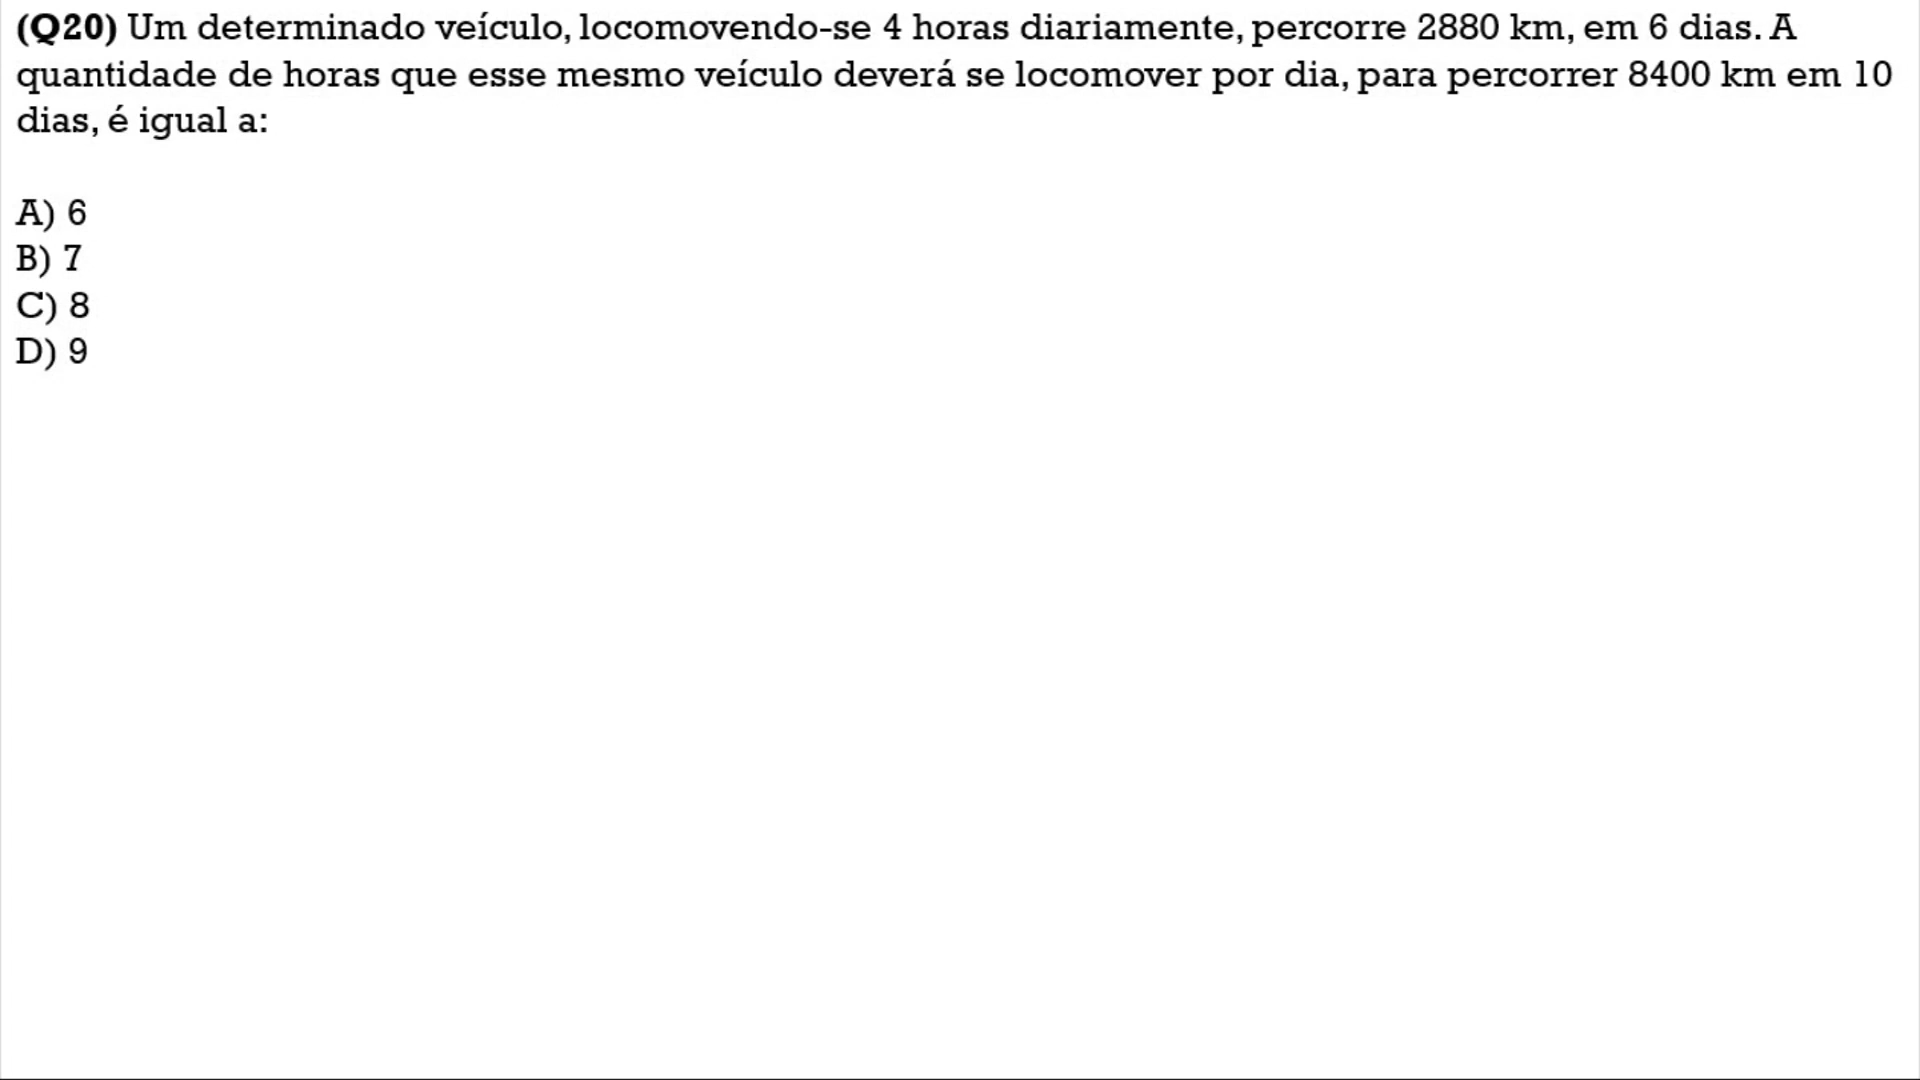 (Q20) Um determinado veículo, locomovendo-se 4 horas diariamente, percorre 2880 km, em 6 dias. A
quantidade de horas que esse mesmo veículo deverá se locomover por dia, para percorrer 8400 km em 10
dias, é igual a:
A) 6
B) 7
C) 8
D) 9